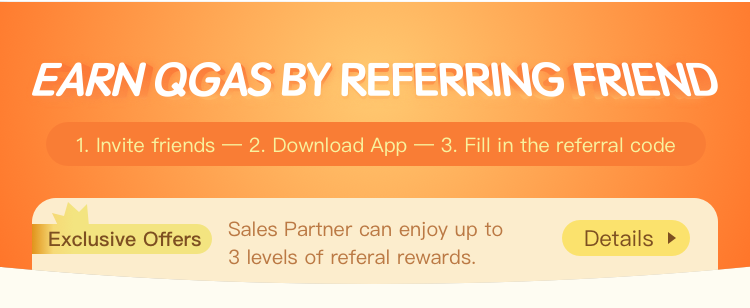 EARN QGAS BY REFERRING FRIEND
1. Invite friends — 2. Download App — 3. Fill in the referral code
Exclusive Offers
Sales Partner can enjoy up to
3 levels of referal rewards.
Details